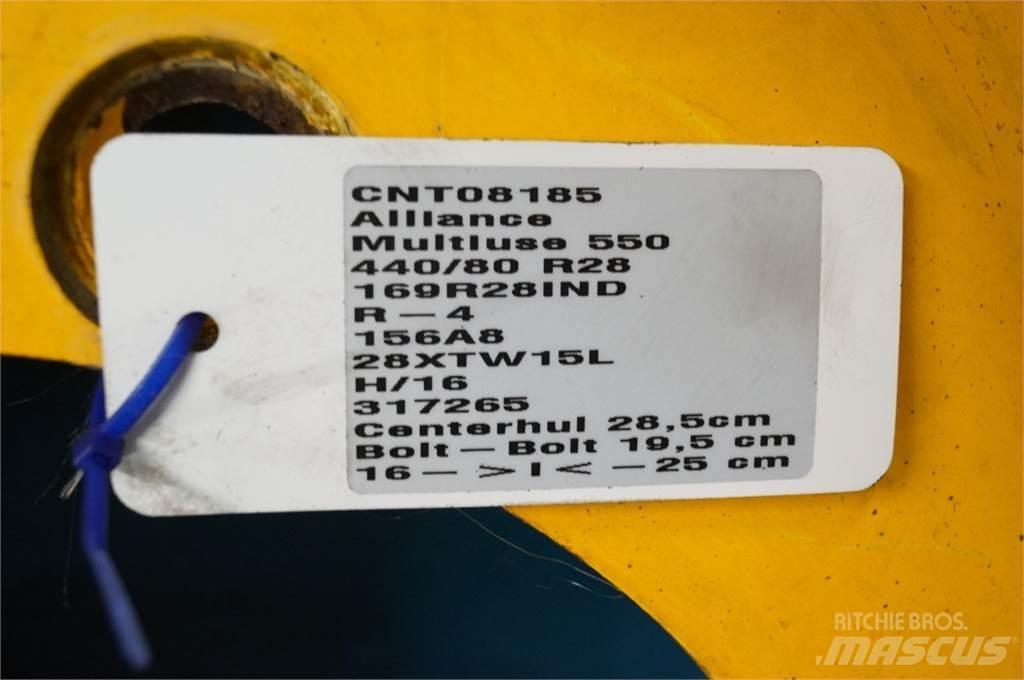 CNT08185
Allliance
Multiuse 550
440/80 R28
169R28IND
R-4
156A8
28XTW15L
H/16
317265
Centerhul 28,5cm
Bolt-Bolt 19,5 cm
16- >I< -25 cm
RITCHIE BROS.
MASCUS